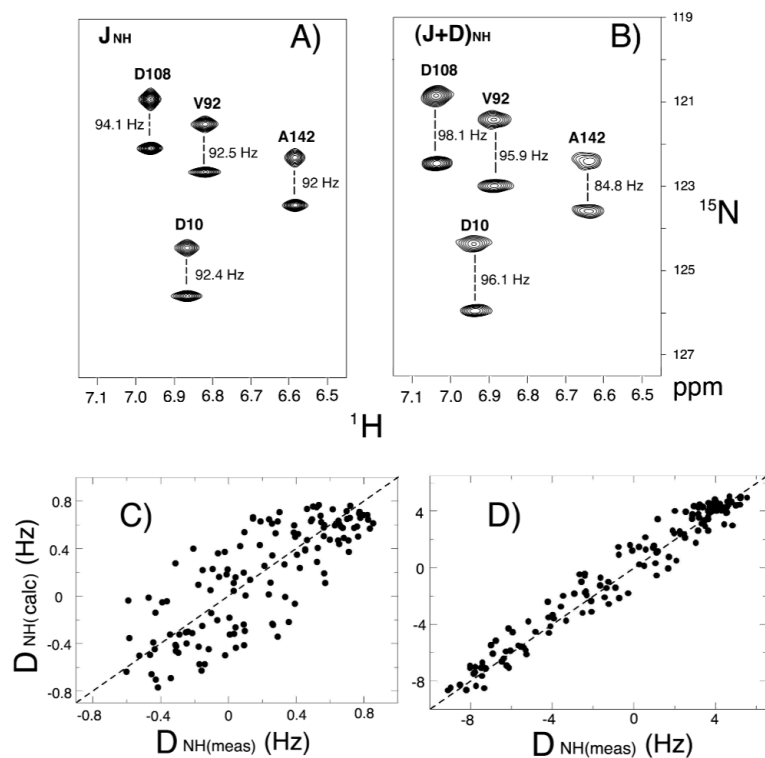 J NH A)
D108
94.1 Hz
V92
92.5 Hz
A142
92 Hz
D10
92.4 Hz
7.1 7.0 6.9 6.8 6.7 6.6 6.5
(J+D)NH B)
D108
98.1 Hz
V92
95.9 Hz
A142
84.8 Hz
D10
96.1 Hz
7.1 7.0 6.9 6.8 6.7 6.6 6.5
119
121
123
125
127
15N
ppm
1H
C)
0.8
0.4
0
-0.4
-0.8
D NH(calc) (Hz)
-0.8 -0.4 0 0.4 0.8
D NH(meas) (Hz)
D)
4
0
-4
-8
-8 -4 0 4
D NH(meas) (Hz)